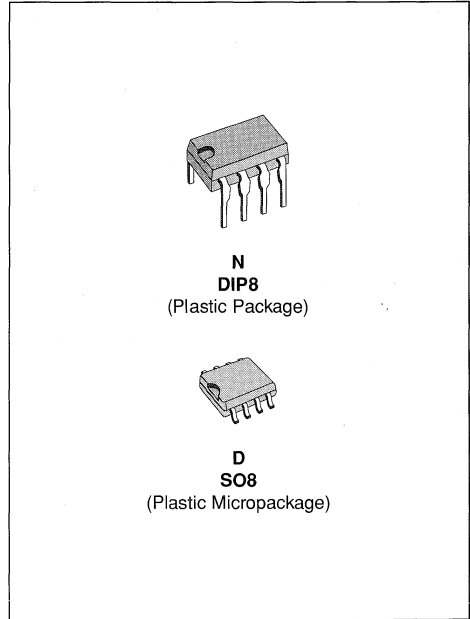 N
DIP8
(Plastic Package)
D
SO8
(Plastic Micropackage)